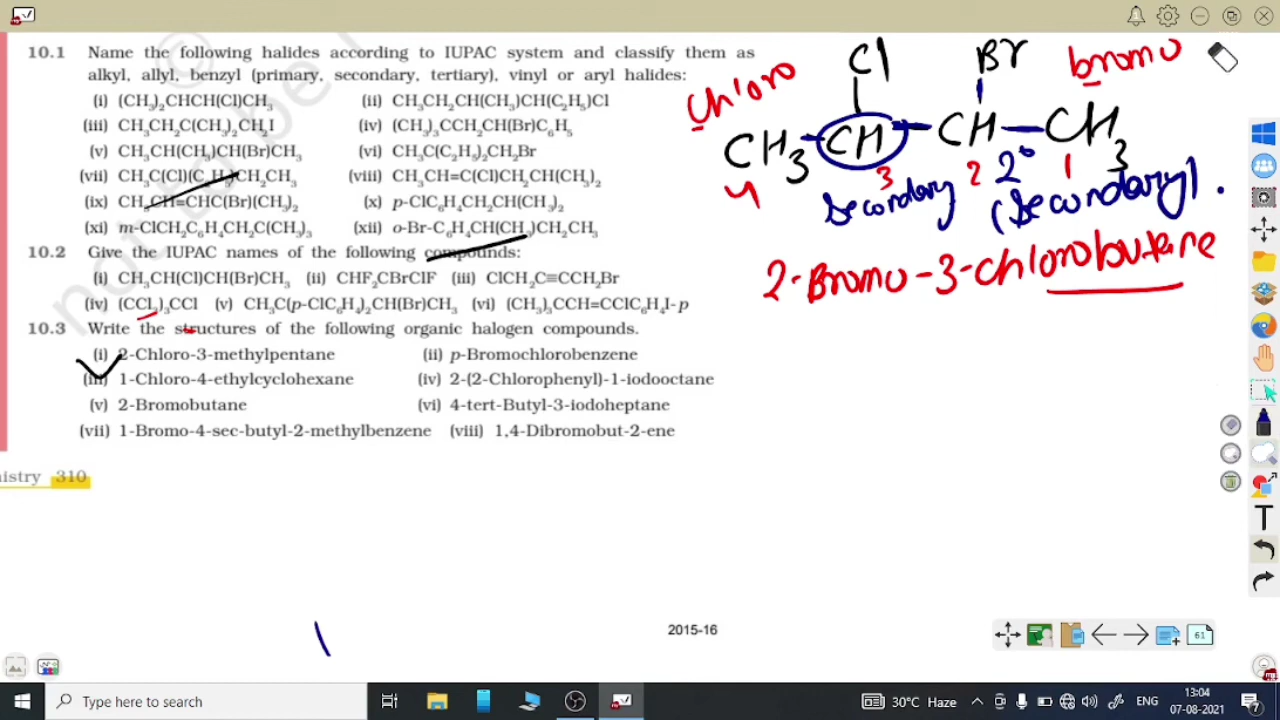 10.1 Name the following halides according to IUPAC system and classify them as
alkyl, allyl, benzyl (primary, secondary, tertiary), vinyl or aryl halides:
(i) (CH₃)₂CHCH(Cl)CH₃ (ii) CH₃CH₂CH(CH₃)CH(C₂H₅)Cl
(iii) CH₃CH₂C(CH₃)₂CH₂I (iv) (CH₃)₃CCH₂CH(Br)C₆H₅
(v) CH₃CH(CH₃)CH(Br)CH₃ (vi) CH₃C(C₂H₅)₂CH₂Br
(vii) CH₃C(Cl)(C₂H₅)CH₂CH₃ (viii) CH₃CH=C(Cl)CH₂CH(CH₃)₂
(ix) CH₃CH=CHC(Br)(CH₃)₂ (x) p-ClC₆H₄CH₂CH(CH₃)₂
(xi) m-ClCH₂C₆H₄CH₂C(CH₃)₃ (xii) o-Br-C₆H₄CH(CH₃)CH₂CH₃
10.2 Give the IUPAC names of the following compounds:
(i) CH₃CH(Cl)CH(Br)CH₃ (ii) CHF₂CBrClF (iii) ClCH₂C≡CCH₂Br
(iv) (CCl₃)₃CCl (v) CH₃C(p-ClC₆H₄)₂CH(Br)CH₃ (vi) (CH₃)₃CCH=CClC₆H₄I-p
10.3 Write the structures of the following organic halogen compounds.
(i) 2-Chloro-3-methylpentane (ii) p-Bromochlorobenzene
(iii) 1-Chloro-4-ethylcyclohexane (iv) 2-(2-Chlorophenyl)-1-iodooctane
(v) 2-Bromobutane (vi) 4-tert-Butyl-3-iodoheptane
(vii) 1-Bromo-4-sec-butyl-2-methylbenzene (viii) 1,4-Dibromobut-2-ene
mistry 310
2015-16
Cl Br bromo
Chloro
CH3 CH CH CH3
4 3 2 2° 1
Secondary (Secondary).
2-Bromo-3-chlorobutane
61
T
Type here to search
30°C Haze
ENG
13:04
07-08-2021
7